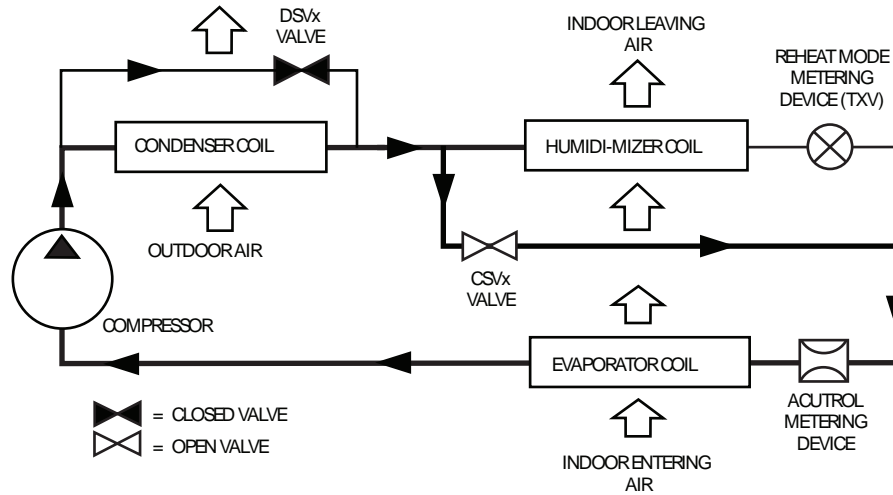 DSVx
VALVE
INDOOR LEAVING
AIR
REHEAT MODE
METERING
DEVICE (TXV)
CONDENSER COIL
HUMIDI-MIZER COIL
OUTDOOR AIR
CSVx
VALVE
COMPRESSOR
EVAPORATOR COIL
ACUTROL
METERING
DEVICE
= CLOSED VALVE
= OPEN VALVE
INDOOR ENTERING
AIR